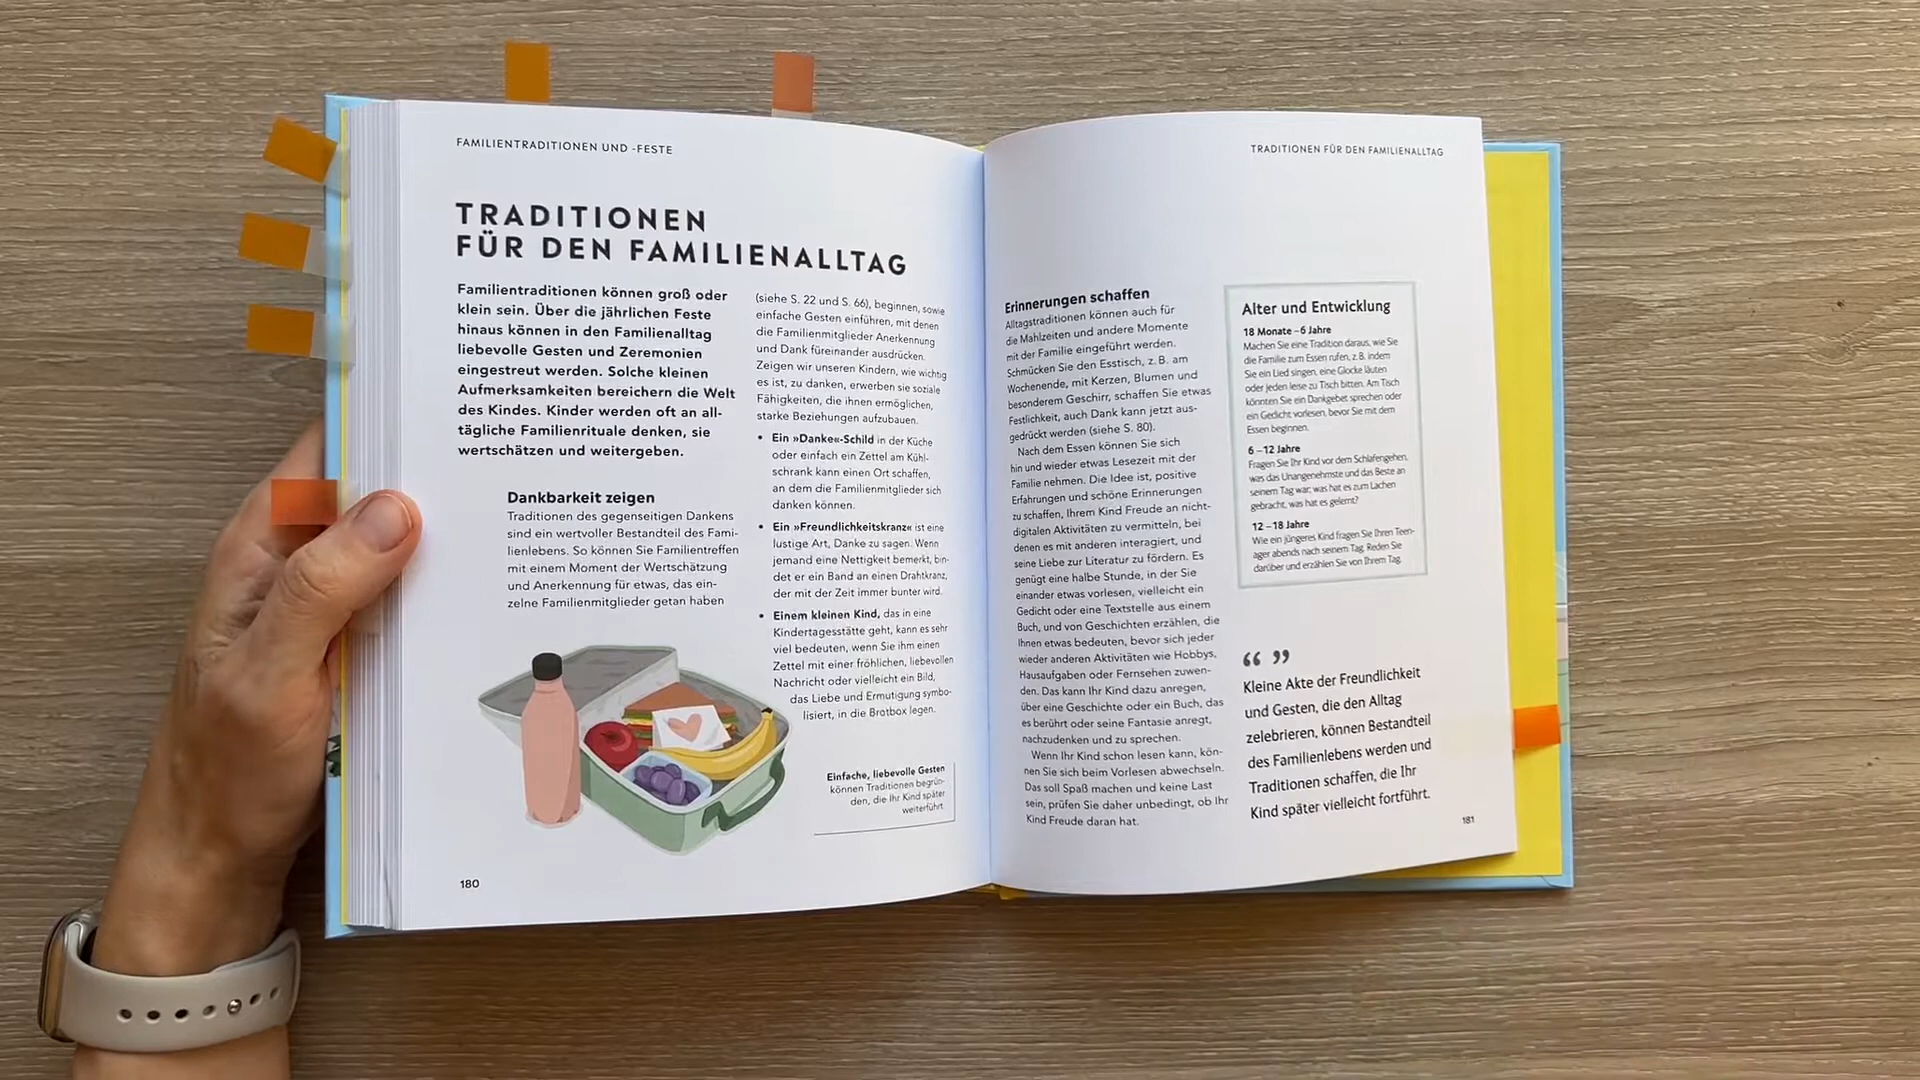 FAMILIENTRADITIONEN UND -FESTE
TRADITIONEN
FÜR DEN FAMILIENALLTAG
Familientraditionen können groß oder
klein sein. Über die jährlichen Feste
hinaus können in den Familienalltag
liebevolle Gesten und Zeremonien
eingestreut werden. Solche kleinen
Aufmerksamkeiten bereichern die Welt
des Kindes. Kinder werden oft an all-
tägliche Familienrituale denken, sie
wertschätzen und weitergeben.
Dankbarkeit zeigen
Traditionen des gegenseitigen Dankens
sind ein wertvoller Bestandteil des Fami-
lienlebens. So können Sie Familientreffen
mit einem Moment der Wertschätzung
und Anerkennung für etwas, das ein-
zelne Familienmitglieder getan haben
(siehe S. 22 und S. 66), beginnen, sowie
einfache Gesten einführen, mit denen
die Familienmitglieder Anerkennung
und Dank füreinander ausdrücken.
Zeigen wir unseren Kindern, wie wichtig
es ist, zu danken, erwerben sie soziale
Fähigkeiten, die ihnen ermöglichen,
starke Beziehungen aufzubauen.
• Ein »Danke«-Schild in der Küche
oder einfach ein Zettel am Kühl-
schrank kann einen Ort schaffen,
an dem die Familienmitglieder sich
danken können.
• Ein »Freundlichkeitskranz« ist eine
lustige Art, Danke zu sagen. Wenn
jemand eine Nettigkeit bemerkt, bin-
det er ein Band an einen Drahtkranz,
der mit der Zeit immer bunter wird.
• Einem kleinen Kind, das in eine
Kindertagesstätte geht, kann es sehr
viel bedeuten, wenn Sie ihm einen
Zettel mit einer fröhlichen, liebevollen
Nachricht oder vielleicht ein Bild,
das Liebe und Ermutigung symbo-
lisiert, in die Brotbox legen.
Einfache, liebevolle Gesten
können Traditionen begrün-
den, die Ihr Kind später
weiterführt.
180
TRADITIONEN FÜR DEN FAMILIENALLTAG
Erinnerungen schaffen
Alltagstraditionen können auch für
die Mahlzeiten und andere Momente
mit der Familie eingeführt werden.
Schmücken Sie den Esstisch, z. B. am
Wochenende, mit Kerzen, Blumen und
besonderem Geschirr, schaffen Sie etwas
Festlichkeit, auch Dank kann jetzt aus-
gedrückt werden (siehe S. 80).
Nach dem Essen können Sie sich
hin und wieder etwas Lesezeit mit der
Familie nehmen. Die Idee ist, positive
Erfahrungen und schöne Erinnerungen
zu schaffen, Ihrem Kind Freude an nicht-
digitalen Aktivitäten zu vermitteln, bei
denen es mit anderen interagiert, und
seine Liebe zur Literatur zu fördern. Es
genügt eine halbe Stunde, in der Sie
einander etwas vorlesen, vielleicht ein
Gedicht oder eine Textstelle aus einem
Buch, und von Geschichten erzählen, die
Ihnen etwas bedeuten, bevor sich jeder
wieder anderen Aktivitäten wie Hobbys,
Hausaufgaben oder Fernsehen zuwen-
den. Das kann Ihr Kind dazu anregen,
über eine Geschichte oder ein Buch, das
es berührt oder seine Fantasie anregt,
nachzudenken und zu sprechen.
Wenn Ihr Kind schon lesen kann, kön-
nen Sie sich beim Vorlesen abwechseln.
Das soll Spaß machen und keine Last
sein, prüfen Sie daher unbedingt, ob Ihr
Kind Freude daran hat.
Alter und Entwicklung
18 Monate – 6 Jahre
Machen Sie eine Tradition daraus, wie Sie
die Familie zum Essen rufen, z. B. indem
Sie ein Lied singen, eine Glocke läuten
oder jeden leise zu Tisch bitten. Am Tisch
könnten Sie ein Dankgebet sprechen oder
ein Gedicht vorlesen, bevor Sie mit dem
Essen beginnen.
6 – 12 Jahre
Fragen Sie Ihr Kind vor dem Schlafengehen,
was das Unangenehmste und das Beste an
seinem Tag war, was hat es zum Lachen
gebracht, was hat es gelernt?
12 – 18 Jahre
Wie ein jüngeres Kind fragen Sie Ihren Teen-
ager abends nach seinem Tag. Reden Sie
darüber und erzählen Sie von Ihrem Tag.
“ ”
Kleine Akte der Freundlichkeit
und Gesten, die den Alltag
zelebrieren, können Bestandteil
des Familienlebens werden und
Traditionen schaffen, die Ihr
Kind später vielleicht fortführt.
181